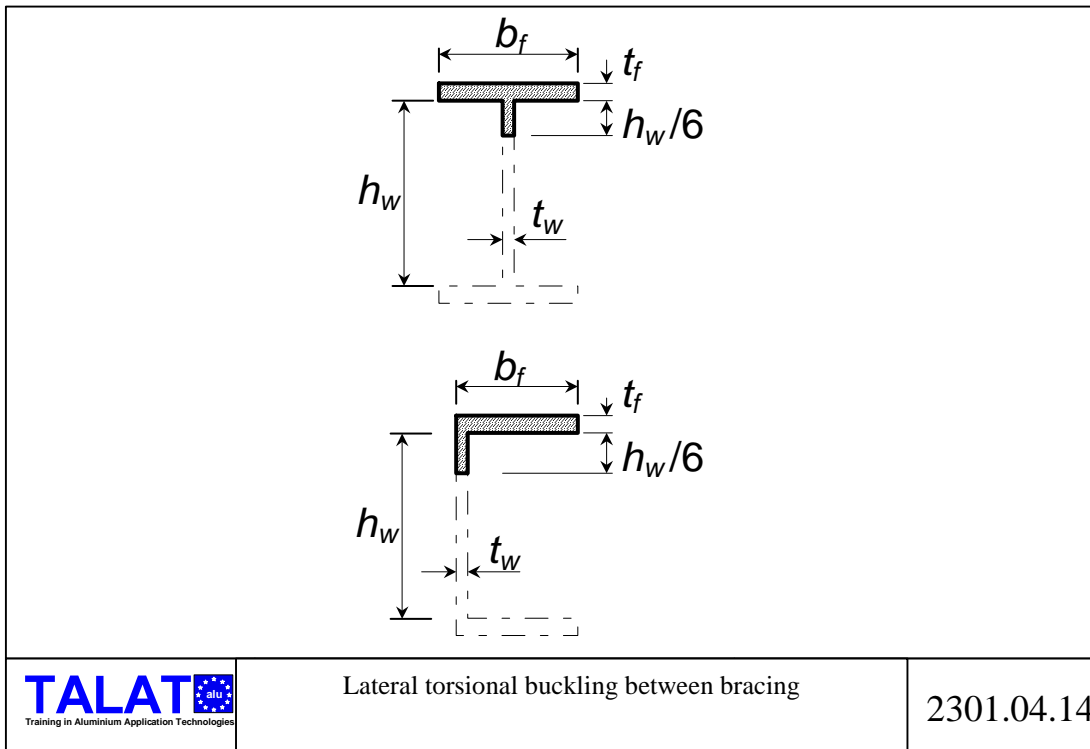 b_f
t_f
h_w/6
h_w
t_w
b_f
t_f
h_w/6
h_w
t_w
TALAT
alu
Training in Aluminium Application Technologies
Lateral torsional buckling between bracing
2301.04.14